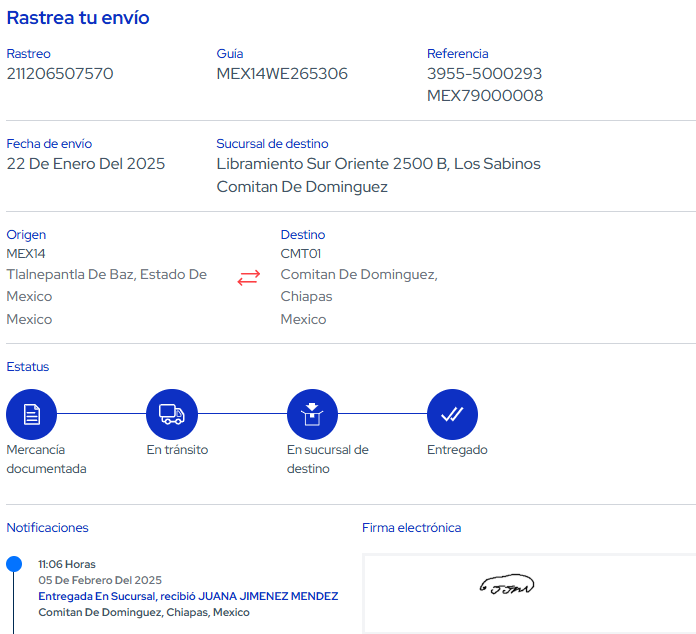 Rastrea tu envío
Rastreo
211206507570
Guía
MEX14WE265306
Referencia
3955-5000293
MEX79000008
Fecha de envío
22 De Enero Del 2025
Sucursal de destino
Libramiento Sur Oriente 2500 B, Los Sabinos
Comitan De Dominguez
Origen
MEX14
Tlalnepantla De Baz, Estado De
Mexico
Mexico
Destino
CMT01
Comitan De Dominguez,
Chiapas
Mexico
Estatus
Mercancía
documentada
En tránsito
En sucursal de
destino
Entregado
Notificaciones
11:06 Horas
05 De Febrero Del 2025
Entregada En Sucursal, recibió JUANA JIMENEZ MENDEZ
Comitan De Dominguez, Chiapas, Mexico
Firma electrónica